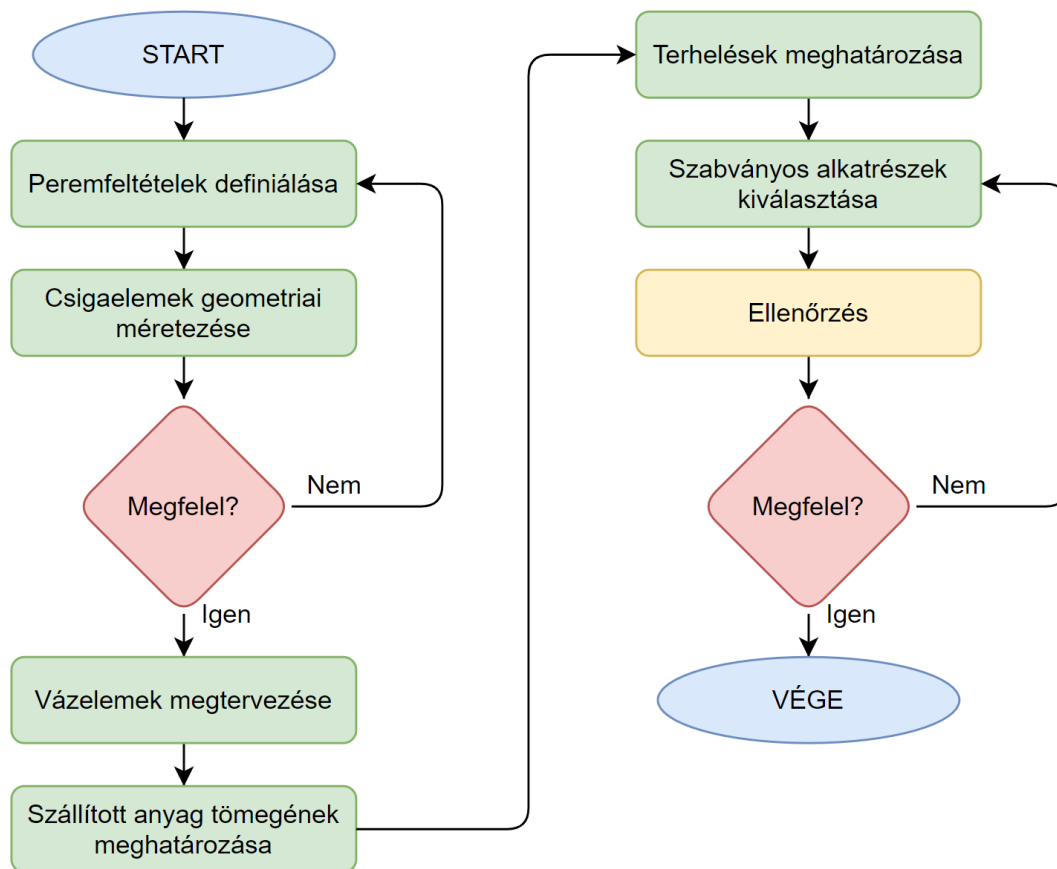 START
Peremfeltételek definiálása
Csigaelemek geometriai
méretezése
Megfelel?
Nem
Igen
Vázelemek megtervezése
Szállított anyag tömegének
meghatározása
Terhelések meghatározása
Szabványos alkatrészek
kiválasztása
Ellenőrzés
Megfelel?
Nem
Igen
VÉGE